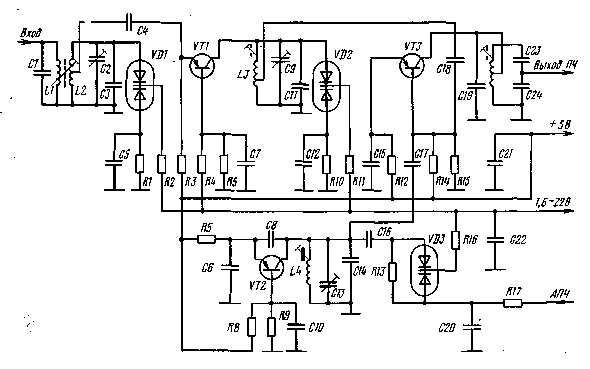 Вход
C4
VT1
VT3
C1
L1
L2
C2
C3
VD1
L3
C9
C11
VD2
C18
C19
C23
Выход ПЧ
C24
+5В
C5
R1
R2
R3
R4
R5
C7
C12
R10
R11
C15
R12
C17
R14
R15
C21
1,6-22В
R5
C6
C8
VT2
L4
C13
C14
C16
R13
VD3
R16
C22
R8
R9
C10
C20
R17
АПЧ